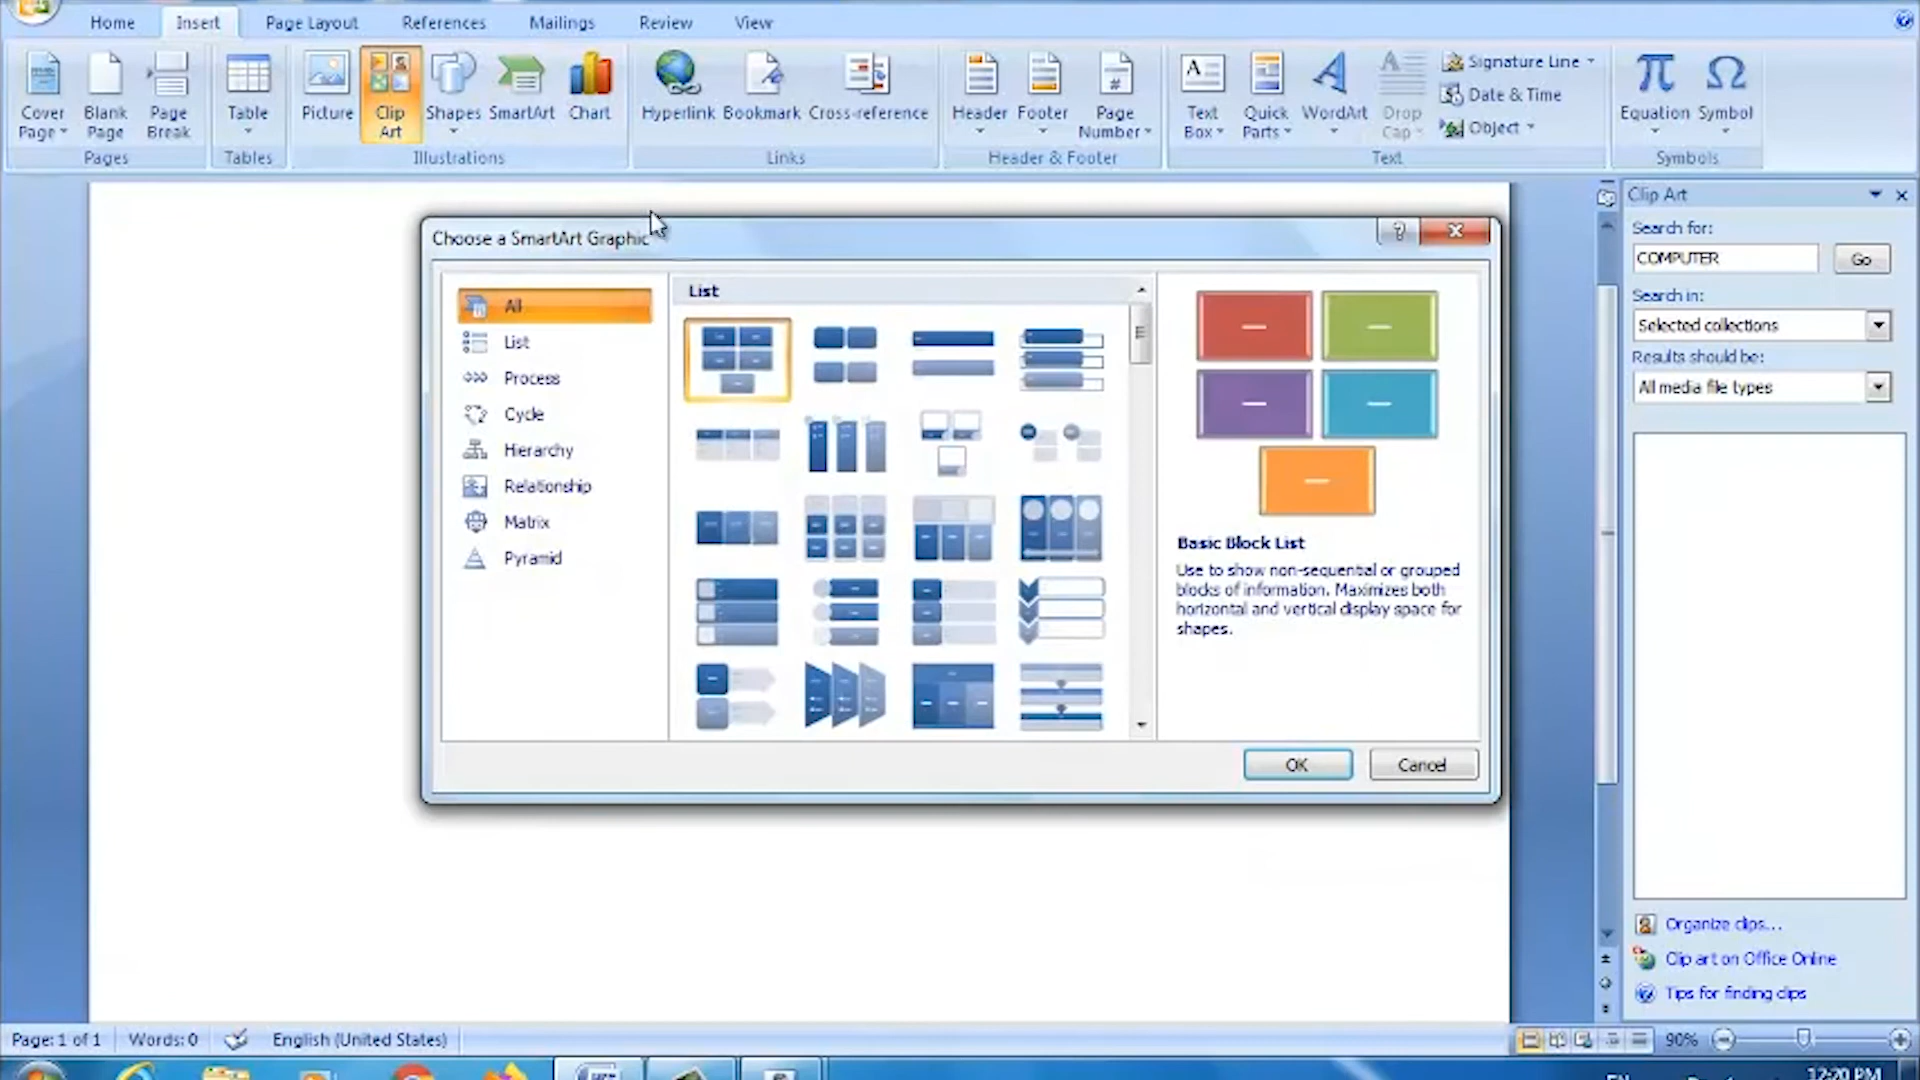 Home Insert Page Layout References Mailings Review View
Cover Page Blank Page Page Break
Pages
Table
Tables
Picture Clip Art Shapes SmartArt Chart
Illustrations
Hyperlink Bookmark Cross-reference
Links
Header Footer Page Number
Header & Footer
Text Box Quick Parts WordArt Drop Cap
Signature Line
Date & Time
Object
Text
Equation Symbol
Symbols
Choose a SmartArt Graphic
All
List
Process
Cycle
Hierarchy
Relationship
Matrix
Pyramid
List
Basic Block List
Use to show non-sequential or grouped
blocks of information. Maximizes both
horizontal and vertical display space for
shapes.
OK Cancel
Clip Art
Search for:
COMPUTER Go
Search in:
Selected collections
Results should be:
All media file types
Organize clips...
Clip art on Office Online
Tips for finding clips
Page: 1 of 1 Words: 0 English (United States) 90%
12:20 PM